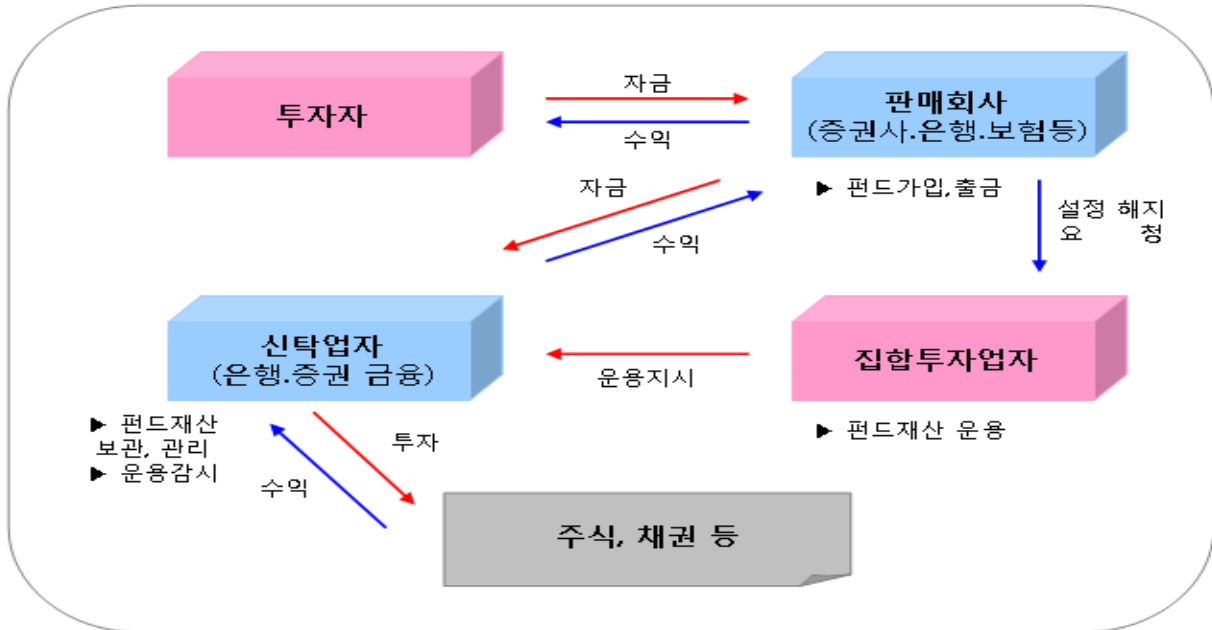 투자자
자금
수익
판매회사
(증권사.은행.보험등)
▶ 펀드가입,출금
자금
수익
설정 해지
요 청
신탁업자
(은행.증권 금융)
▶ 펀드재산
보관, 관리
▶ 운용감시
운용지시
집합투자업자
▶ 펀드재산 운용
투자
수익
주식, 채권 등